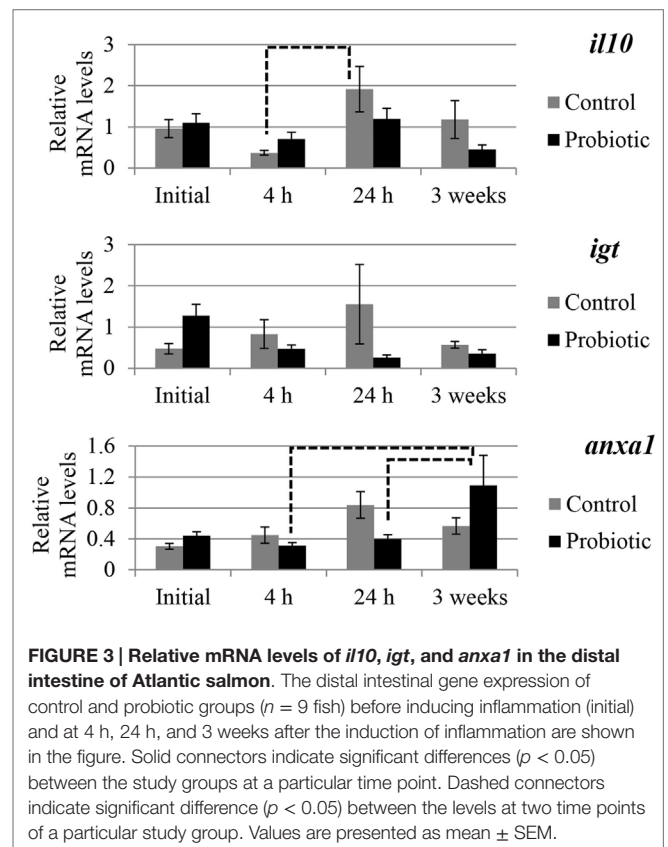 il10
Relative
mRNA levels
3
2
1
0
Control
Probiotic
Initial 4 h 24 h 3 weeks
igt
Relative
mRNA levels
3
2
1
0
Control
Probiotic
Initial 4 h 24 h 3 weeks
anxa1
Relative
mRNA levels
1.6
1.2
0.8
0.4
0
Control
Probiotic
Initial 4 h 24 h 3 weeks
FIGURE 3 | Relative mRNA levels of il10, igt, and anxa1 in the distal
intestine of Atlantic salmon. The distal intestinal gene expression of
control and probiotic groups (n = 9 fish) before inducing inflammation (initial)
and at 4 h, 24 h, and 3 weeks after the induction of inflammation are shown
in the figure. Solid connectors indicate significant differences (p < 0.05)
between the study groups at a particular time point. Dashed connectors
indicate significant difference (p < 0.05) between the levels at two time points
of a particular study group. Values are presented as mean ± SEM.